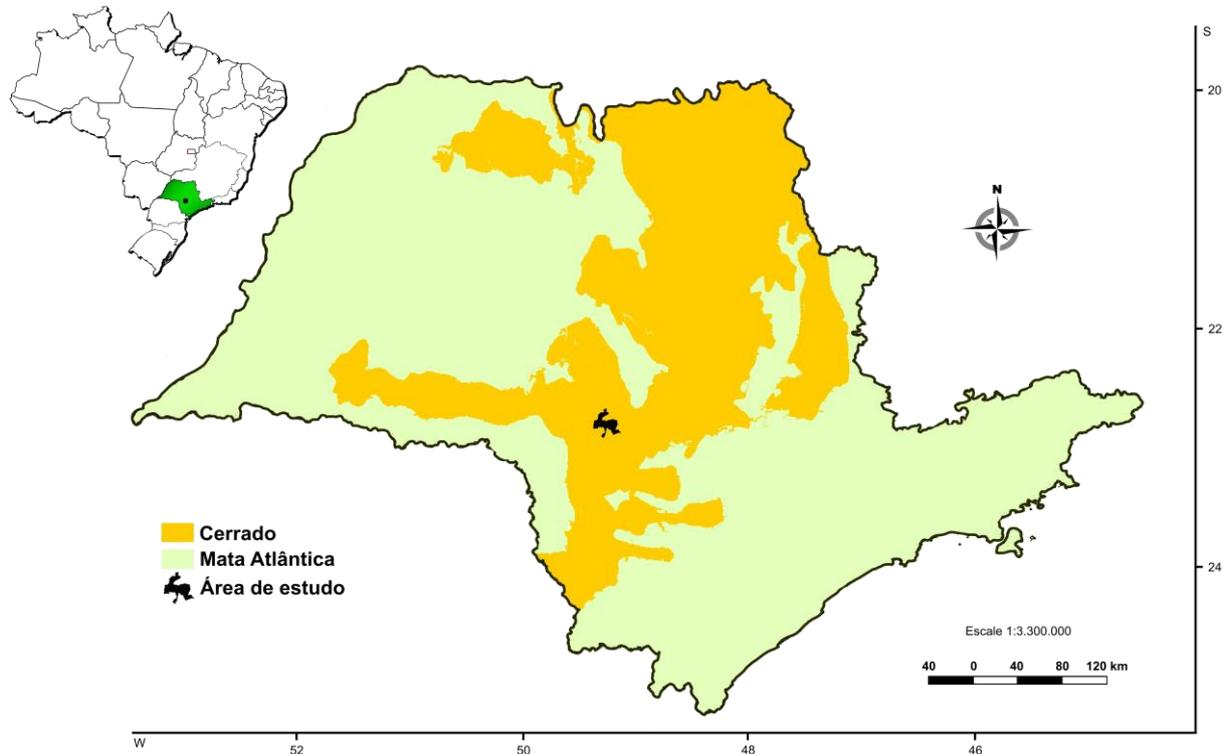 S
20
N
22
Cerrado
Mata Atlântica
Área de estudo
24
Escale 1:3.300.000
40 0 40 80 120 km
W
52 50 48 46